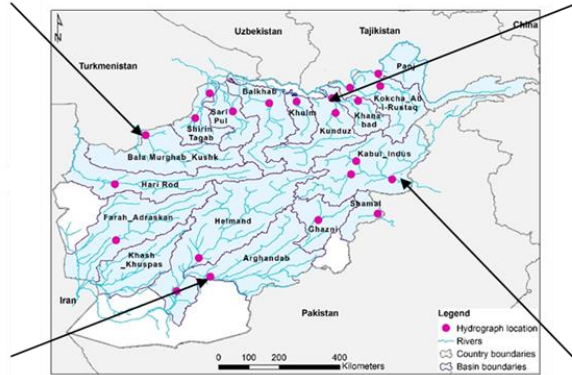 China
Uzbekistan
Tajikistan
Turkmenistan
Panj
Balkhab
Kokcha_Ab
-i-Rustaq
Sari
Pul
Khulm
Khana
bad
Shirin
Tagab
Kunduz
Bala Murghab_Kushk
Kabul_Indus
Hari Rod
Shamal
Farah_Adraskan
Helmand
Ghazni
Khash
_Khuspas
Arghandab
Iran
Pakistan
Legend
Hydrograph location
Rivers
Country boundaries
Basin boundaries
0 100 200 400
Kilometers